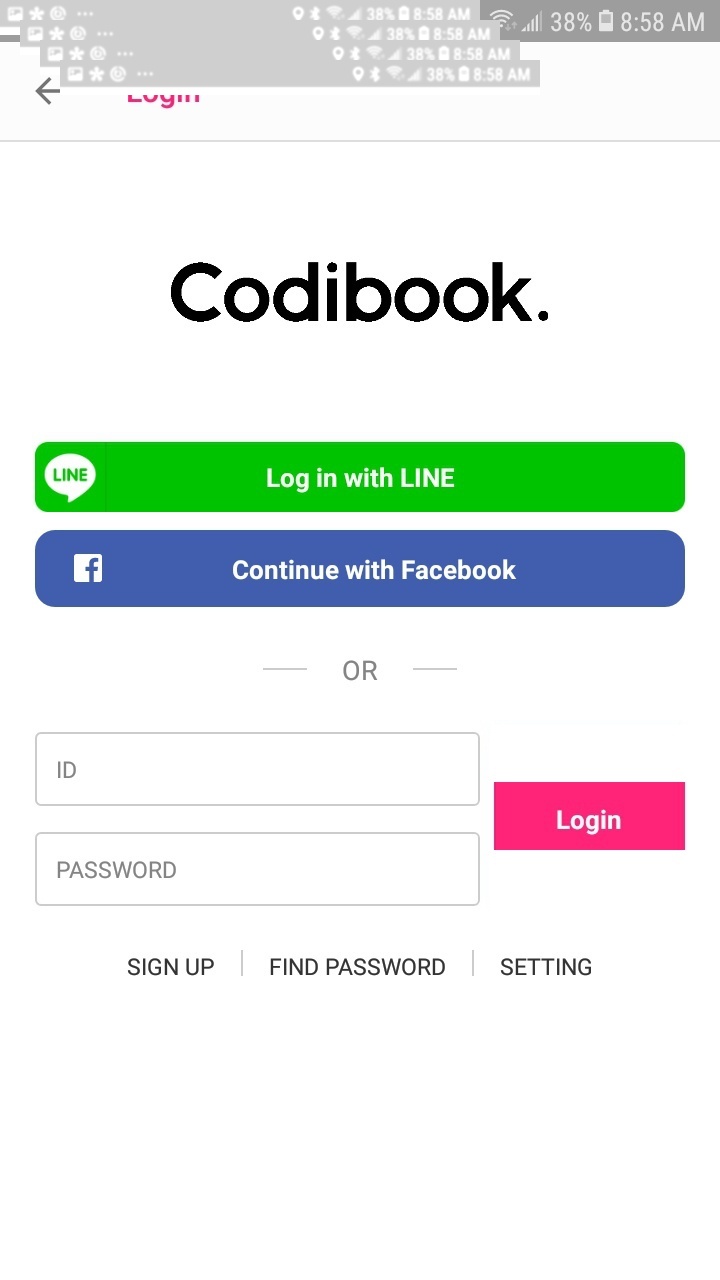 38% 8:58 AM
38% 8:58 AM
38% 8:58 AM
38% 8:58 AM
38% 8:58 AM
Login
Codibook.
LINE Log in with LINE
Continue with Facebook
OR
ID
Login
PASSWORD
SIGN UP FIND PASSWORD SETTING